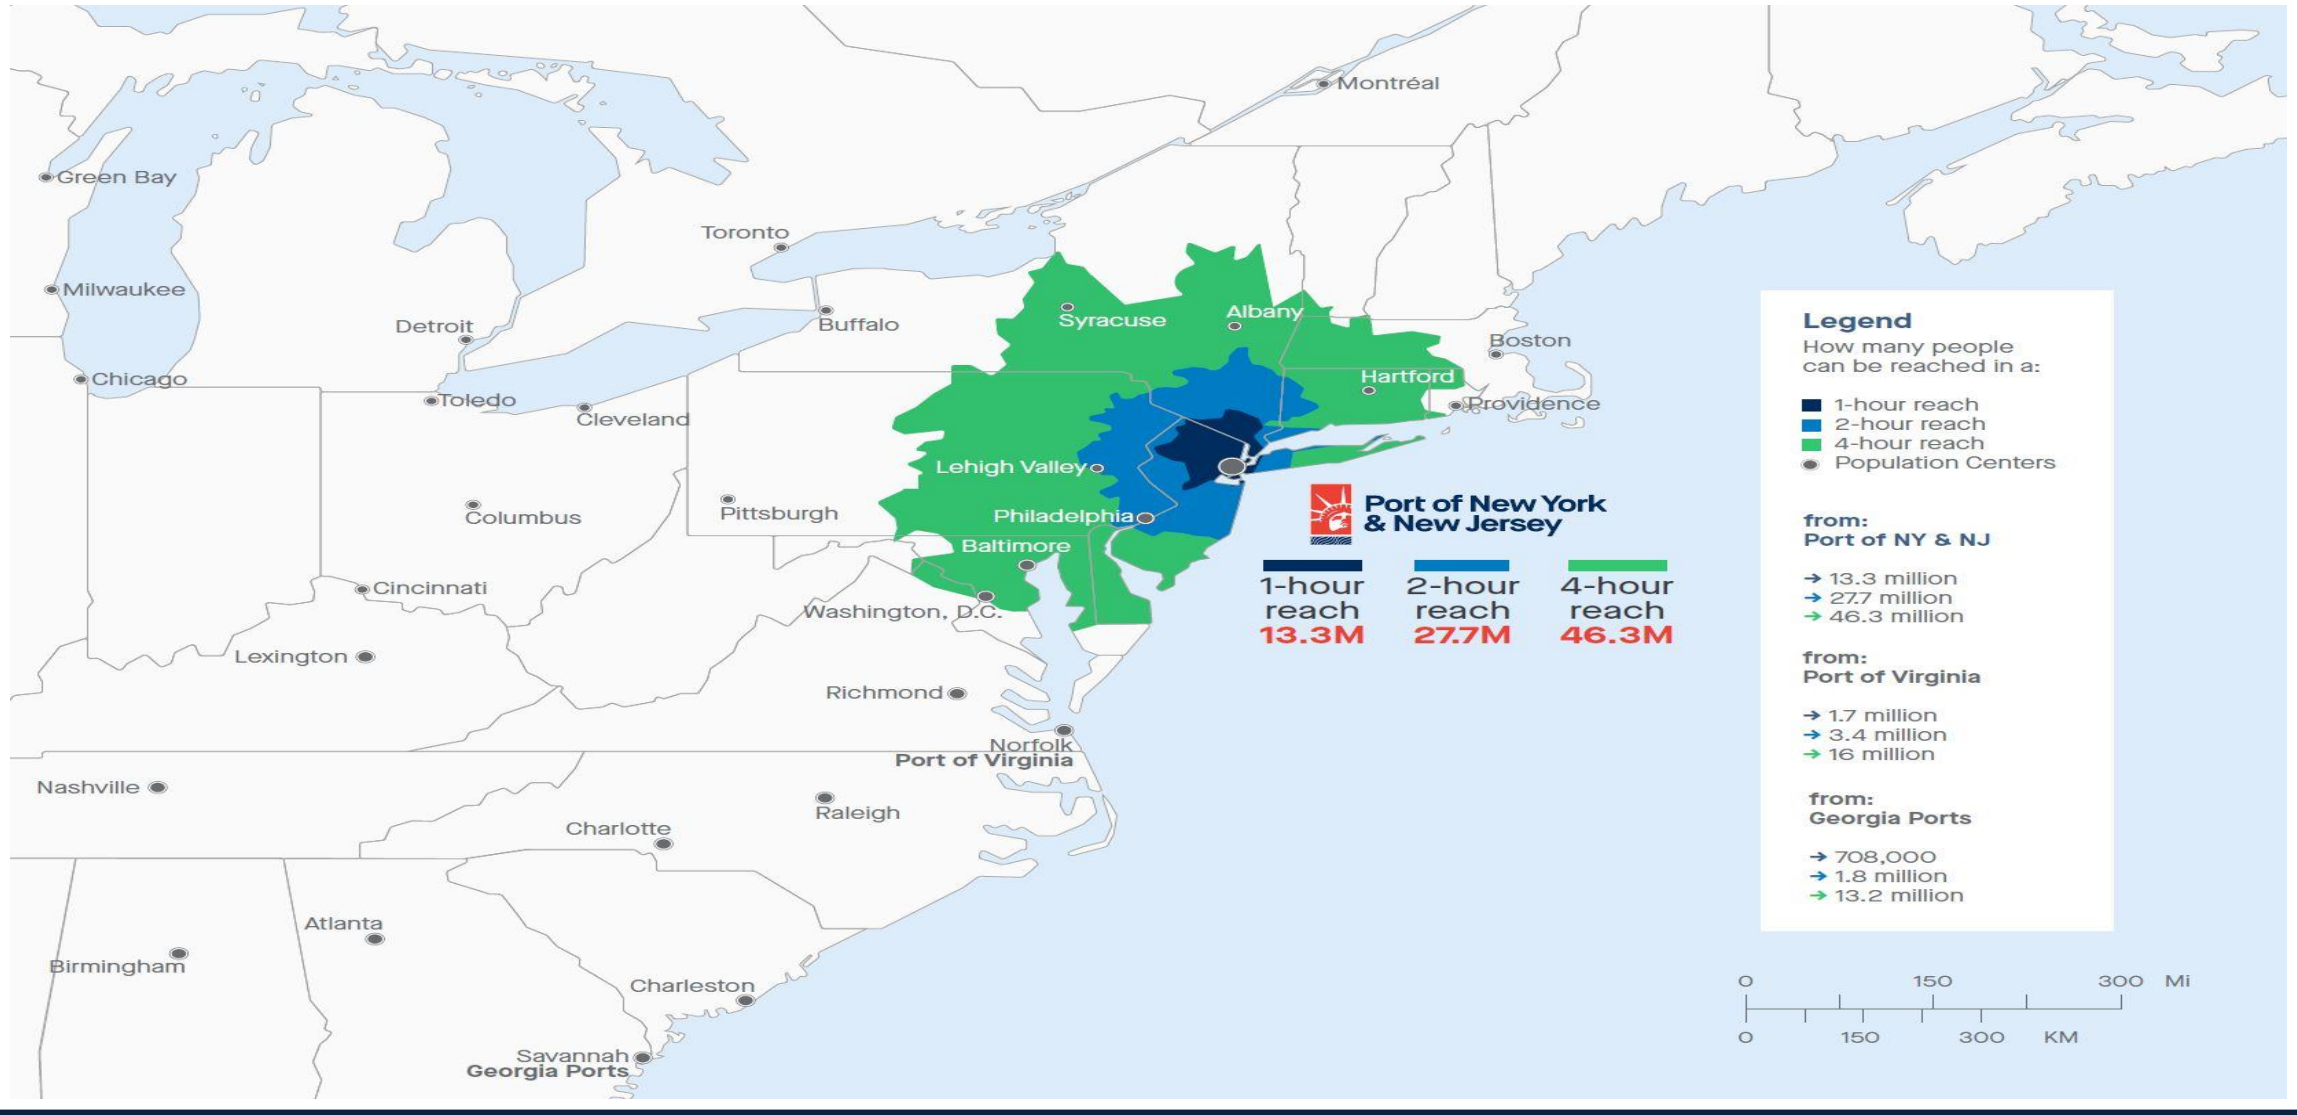 Montréal
Green Bay
Toronto
Milwaukee
Syracuse
Albany
Detroit
Buffalo
Boston
Chicago
Hartford
Toledo
Cleveland
Providence
Lehigh Valley
Columbus
Pittsburgh
Philadelphia
Baltimore
Cincinnati
Washington, D.C.
Lexington
Richmond
Norfolk
Port of Virginia
Nashville
Raleigh
Charlotte
Atlanta
Birmingham
Charleston
Savannah
Georgia Ports
Port of New York
& New Jersey
1-hour
reach
13.3M
2-hour
reach
27.7M
4-hour
reach
46.3M
Legend
How many people
can be reached in a:
1-hour reach
2-hour reach
4-hour reach
Population Centers
from:
Port of NY & NJ
→ 13.3 million
→ 27.7 million
→ 46.3 million
from:
Port of Virginia
→ 1.7 million
→ 3.4 million
→ 16 million
from:
Georgia Ports
→ 708,000
→ 1.8 million
→ 13.2 million
0 150 300 Mi
0 150 300 KM